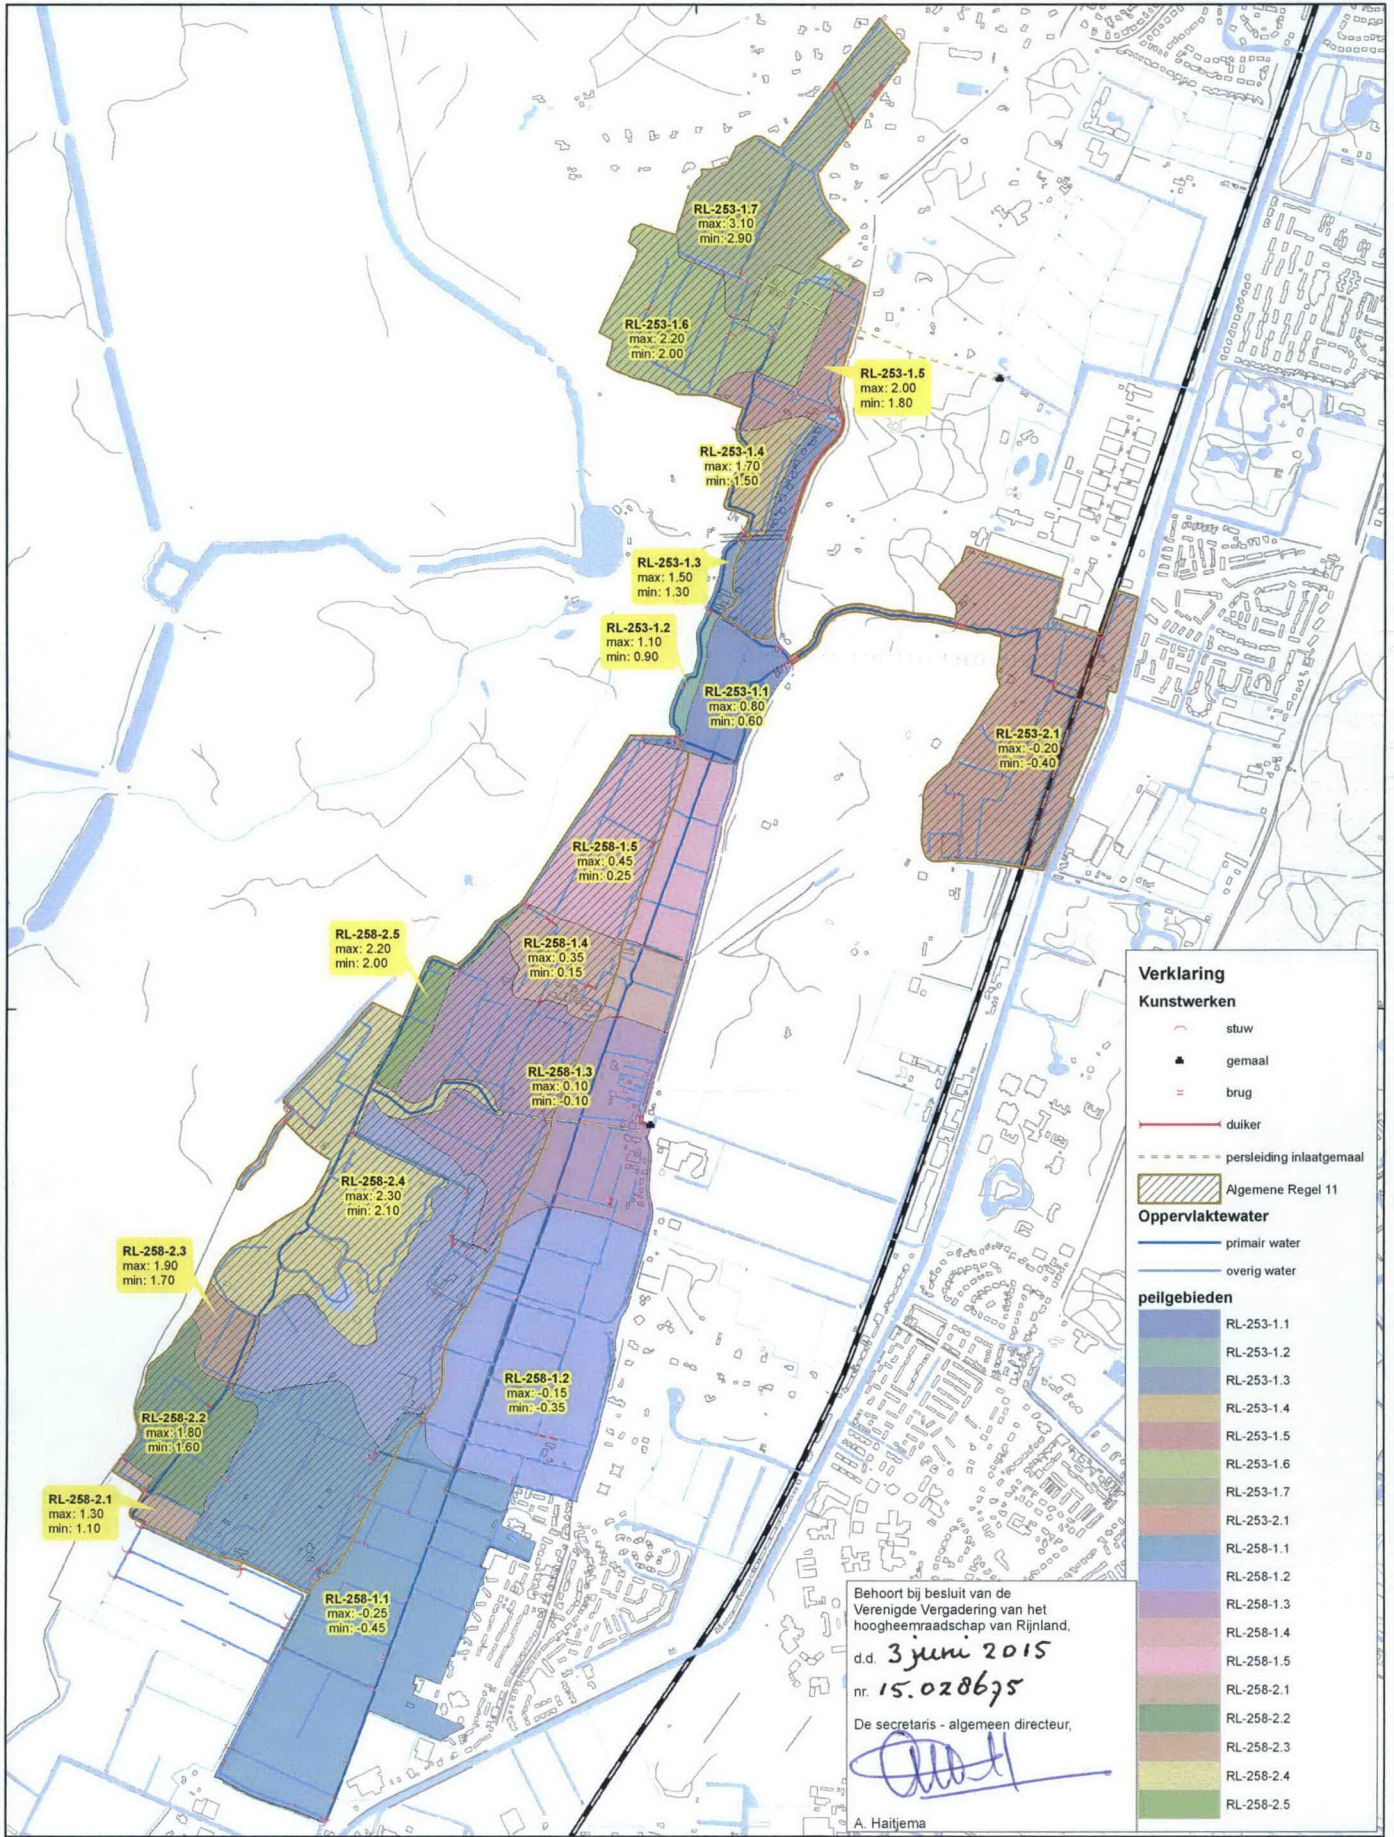 RL-253-1.7
max: 3.10
min: 2.90
RL-253-1.6
max: 2.20
min: 2.00
RL-253-1.5
max: 2.00
min: 1.80
RL-253-1.4
max: 1.70
min: 1.50
RL-253-1.3
max: 1.50
min: 1.30
RL-253-1.2
max: 1.10
min: 0.90
RL-253-1.1
max: 0.80
min: 0.60
RL-253-2.1
max: -0.20
min: -0.40
RL-258-1.5
max: 0.45
min: 0.25
RL-258-2.5
max: 2.20
min: 2.00
RL-258-1.4
max: 0.35
min: 0.15
RL-258-1.3
max: 0.10
min: -0.10
RL-258-2.4
max: 2.30
min: 2.10
RL-258-2.3
max: 1.90
min: 1.70
RL-258-1.2
max: -0.15
min: -0.35
RL-258-2.2
max: 1.80
min: 1.60
RL-258-2.1
max: 1.30
min: 1.10
RL-258-1.1
max: -0.25
min: -0.45
Verklaring
Kunstwerken
stuw
gemaal
brug
duiker
persleiding inlaatgemaal
Algemene Regel 11
Oppervlaktewater
primair water
overig water
peilgebieden
RL-253-1.1
RL-253-1.2
RL-253-1.3
RL-253-1.4
RL-253-1.5
RL-253-1.6
RL-253-1.7
RL-253-2.1
RL-258-1.1
RL-258-1.2
RL-258-1.3
RL-258-1.4
RL-258-1.5
RL-258-2.1
RL-258-2.2
RL-258-2.3
RL-258-2.4
RL-258-2.5
Behoort bij besluit van de
Verenigde Vergadering van het
hoogheemraadschap van Rijnland,
d.d. 3 juni 2015
nr. 15.028675
De secretaris - algemeen directeur,
A. Haitjema